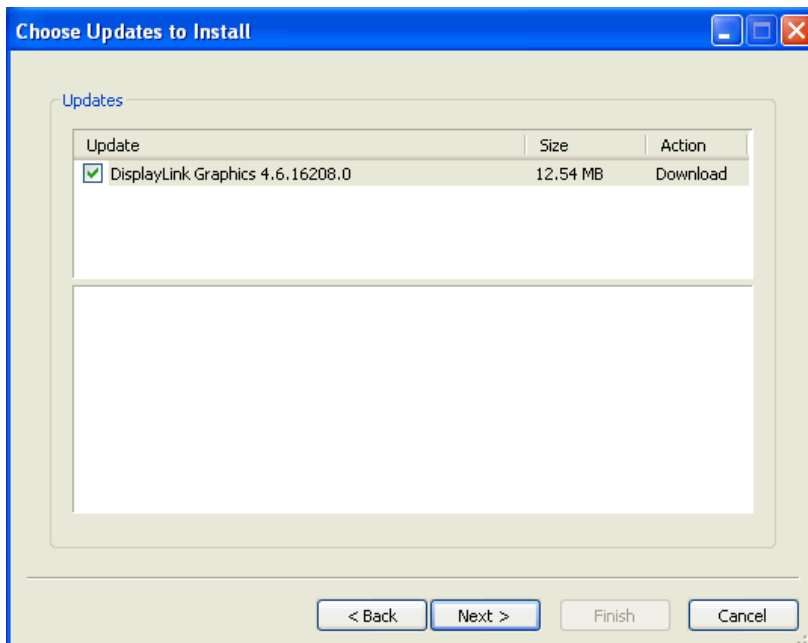 Choose Updates to Install
Updates
Update Size Action
DisplayLink Graphics 4.6.16208.0 12.54 MB Download
< Back Next > Finish Cancel